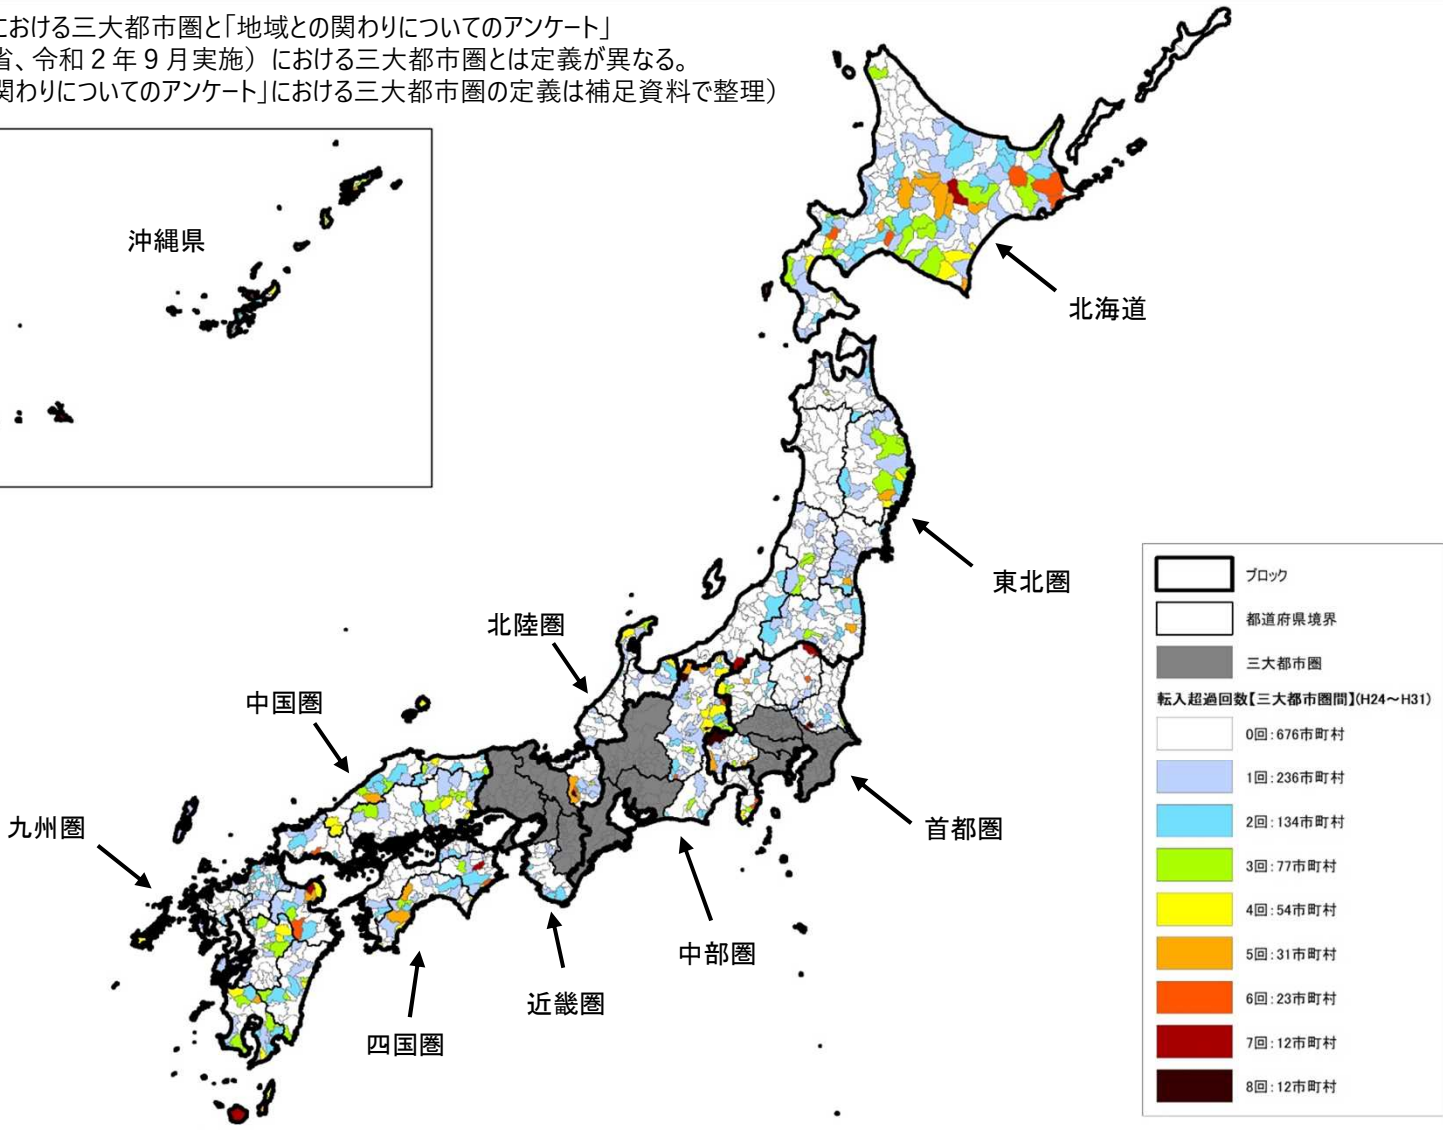 における三大都市圏と「地域との関わりについてのアンケート」
省、令和２年９月実施）における三大都市圏とは定義が異なる。
関わりについてのアンケート」における三大都市圏の定義は補足資料で整理）
沖縄県
北海道
東北圏
北陸圏
中国圏
九州圏
首都圏
中部圏
近畿圏
四国圏
ブロック
都道府県境界
三大都市圏
転入超過回数【三大都市圏間】(H24～H31)
0回：676市町村
1回：236市町村
2回：134市町村
3回：77市町村
4回：54市町村
5回：31市町村
6回：23市町村
7回：12市町村
8回：12市町村